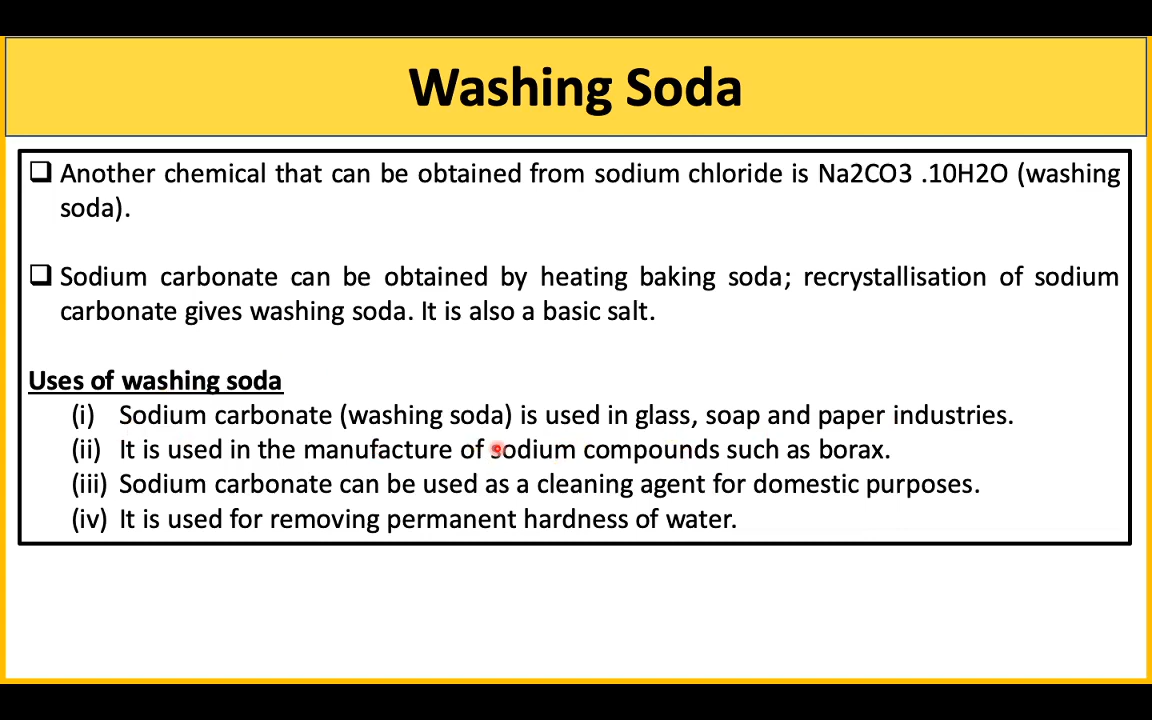 Washing Soda
❑ Another chemical that can be obtained from sodium chloride is Na2CO3 .10H2O (washing
soda).
❑ Sodium carbonate can be obtained by heating baking soda; recrystallisation of sodium
carbonate gives washing soda. It is also a basic salt.
Uses of washing soda
(i) Sodium carbonate (washing soda) is used in glass, soap and paper industries.
(ii) It is used in the manufacture of sodium compounds such as borax.
(iii) Sodium carbonate can be used as a cleaning agent for domestic purposes.
(iv) It is used for removing permanent hardness of water.